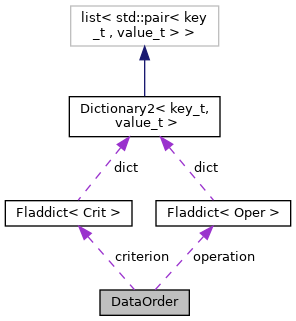 list< std::pair< key
_t , value_t > >
Dictionary2< key_t,
value_t >
dict
dict
Fladdict< Crit >
Fladdict< Oper >
criterion
operation
DataOrder